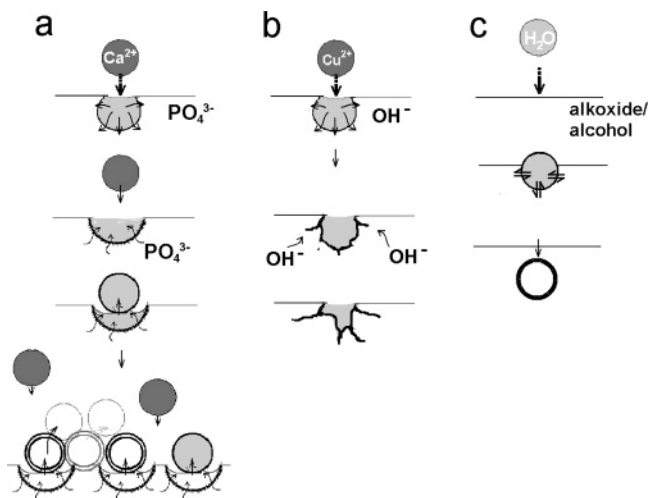 a
Ca²⁺
PO₄³⁻
PO₄³⁻
b
Cu²⁺
OH⁻
OH⁻
OH⁻
c
H₂O
alkoxide/
alcohol